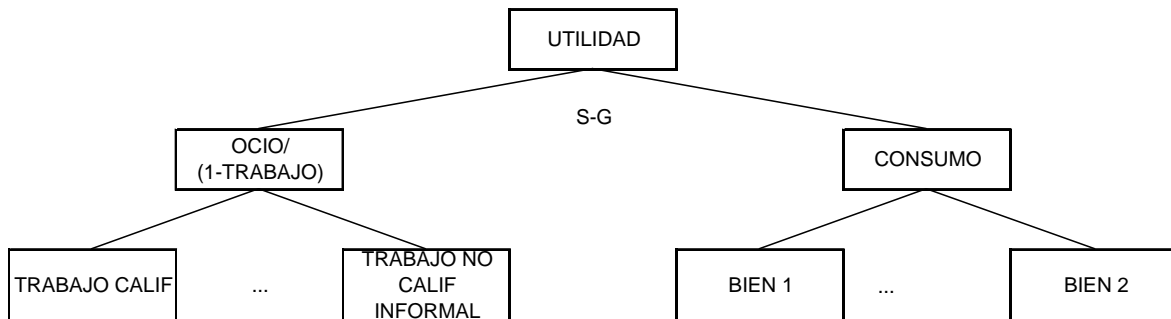 UTILIDAD
S-G
OCIO/
(1-TRABAJO)
CONSUMO
TRABAJO CALIF
...
TRABAJO NO
CALIF
INFORMAL
BIEN 1
...
BIEN 2